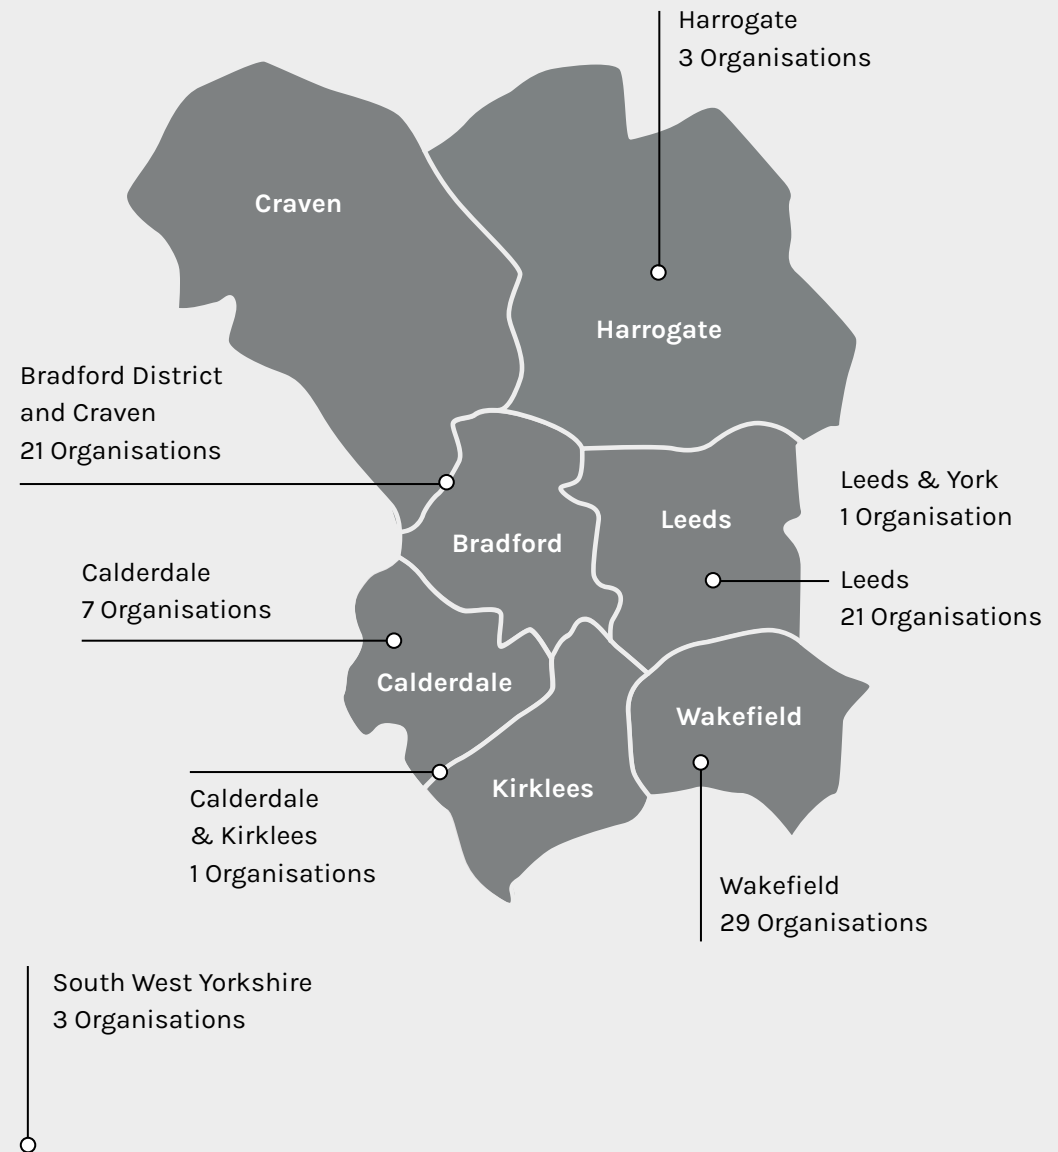 Harrogate
3 Organisations
Craven
Harrogate
Bradford District
and Craven
21 Organisations
Leeds & York
1 Organisation
Leeds
Bradford
Calderdale
7 Organisations
Leeds
21 Organisations
Calderdale
Wakefield
Kirklees
Calderdale
& Kirklees
1 Organisations
Wakefield
29 Organisations
South West Yorkshire
3 Organisations